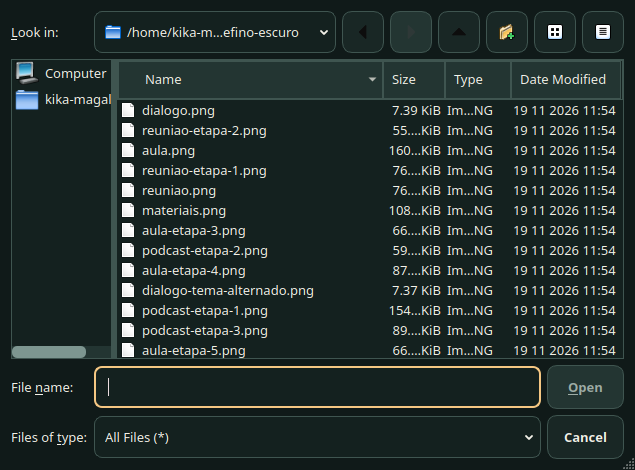 Look in: /home/kika-m...efino-escuro
Computer
kika-magal
Name Size Type Date Modified
dialogo.png 7.39 KiB Im...NG 19 11 2026 11:54
reuniao-etapa-2.png 55....KiB Im...NG 19 11 2026 11:54
aula.png 160...KiB Im...NG 19 11 2026 11:54
reuniao-etapa-1.png 76....KiB Im...NG 19 11 2026 11:54
reuniao.png 76....KiB Im...NG 19 11 2026 11:54
materiais.png 108...KiB Im...NG 19 11 2026 11:54
aula-etapa-3.png 66....KiB Im...NG 19 11 2026 11:54
podcast-etapa-2.png 59....KiB Im...NG 19 11 2026 11:54
aula-etapa-4.png 87....KiB Im...NG 19 11 2026 11:54
dialogo-tema-alternado.png 7.37 KiB Im...NG 19 11 2026 11:54
podcast-etapa-1.png 154...KiB Im...NG 19 11 2026 11:54
podcast-etapa-3.png 89....KiB Im...NG 19 11 2026 11:54
aula-etapa-5.png 66....KiB Im...NG 19 11 2026 11:54
File name: Open
Files of type: All Files (*) Cancel